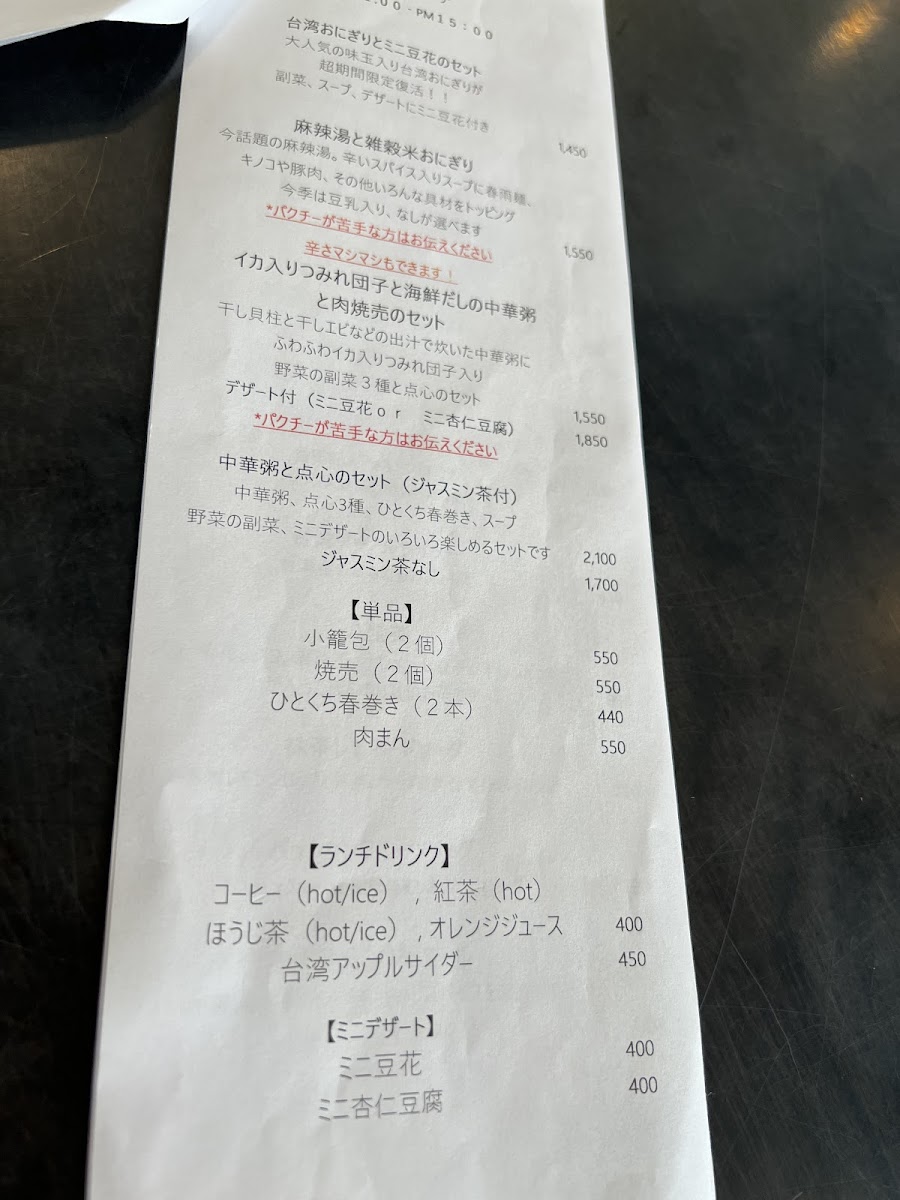 :00-PM15:00
台湾おにぎりとミニ豆花のセット
大人気の味玉入り台湾おにぎりが
超期間限定復活！！
副菜、スープ、デザートにミニ豆花付き
1,450
麻辣湯と雑穀米おにぎり
今話題の麻辣湯。辛いスパイス入りスープに春雨麺、
キノコや豚肉、その他いろんな具材をトッピング
今季は豆乳入り、なしが選べます
*パクチーが苦手な方はお伝えください 1,550
辛さマシマシもできます！
イカ入りつみれ団子と海鮮だしの中華粥
と肉焼売のセット
干し貝柱と干しエビなどの出汁で炊いた中華粥に
ふわふわイカ入りつみれ団子入り
野菜の副菜３種と点心のセット 1,550
デザート付（ミニ豆花ｏｒ　ミニ杏仁豆腐） 1,850
*パクチーが苦手な方はお伝えください
中華粥と点心のセット（ジャスミン茶付）
中華粥、点心3種、ひとくち春巻き、スープ
野菜の副菜、ミニデザートのいろいろ楽しめるセットです 2,100
ジャスミン茶なし 1,700
【単品】
小籠包（２個） 550
焼売（２個） 550
ひとくち春巻き（２本） 440
肉まん 550
【ランチドリンク】
コーヒー（hot/ice），紅茶（hot）
ほうじ茶（hot/ice），オレンジジュース 400
台湾アップルサイダー 450
【ミニデザート】
ミニ豆花 400
ミニ杏仁豆腐 400